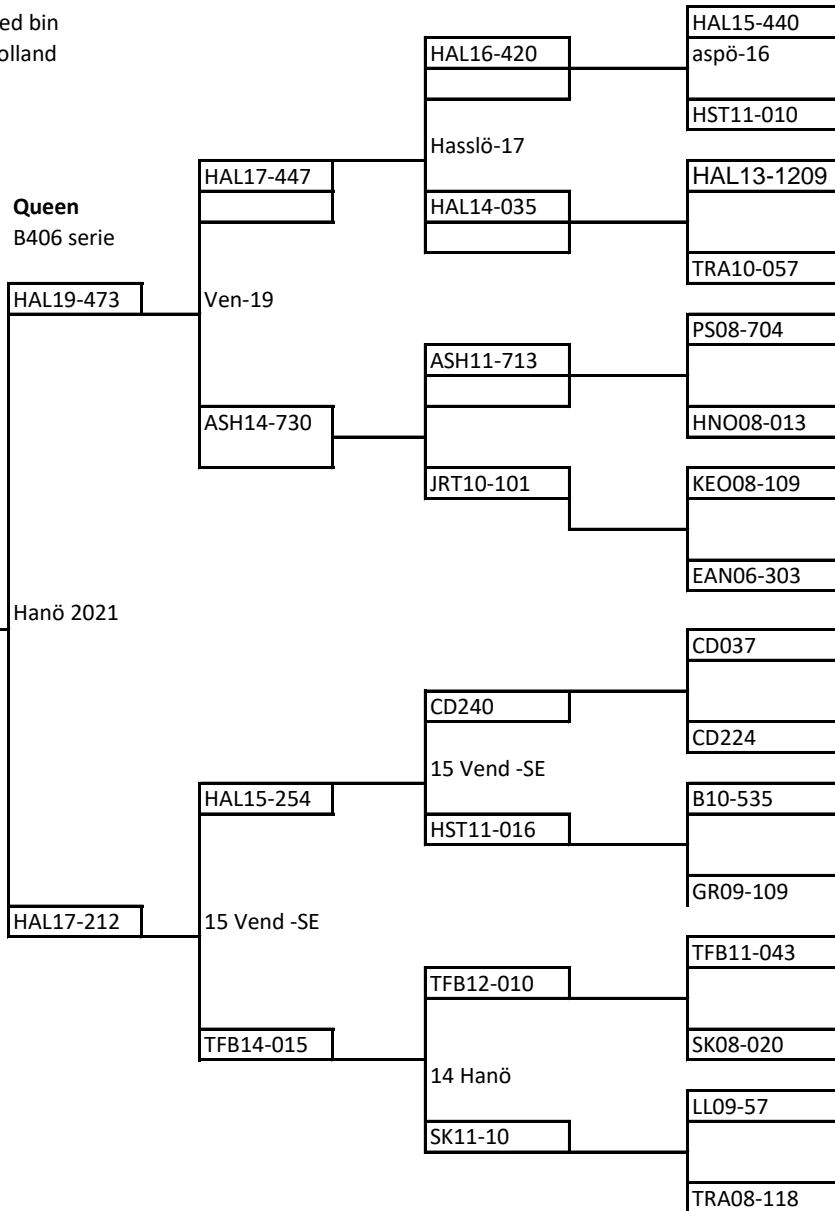 ed bin
olland
Queen
B406 serie
HAL19-473
Hanö 2021
HAL17-212
HAL17-447
Ven-19
ASH14-730
HAL15-254
15 Vend -SE
TFB14-015
HAL16-420
Hasslö-17
HAL14-035
ASH11-713
JRT10-101
CD240
15 Vend -SE
HST11-016
TFB12-010
14 Hanö
SK11-10
HAL15-440
aspö-16
HST11-010
HAL13-1209
TRA10-057
PS08-704
HNO08-013
KEO08-109
EAN06-303
CD037
CD224
B10-535
GR09-109
TFB11-043
SK08-020
LL09-57
TRA08-118